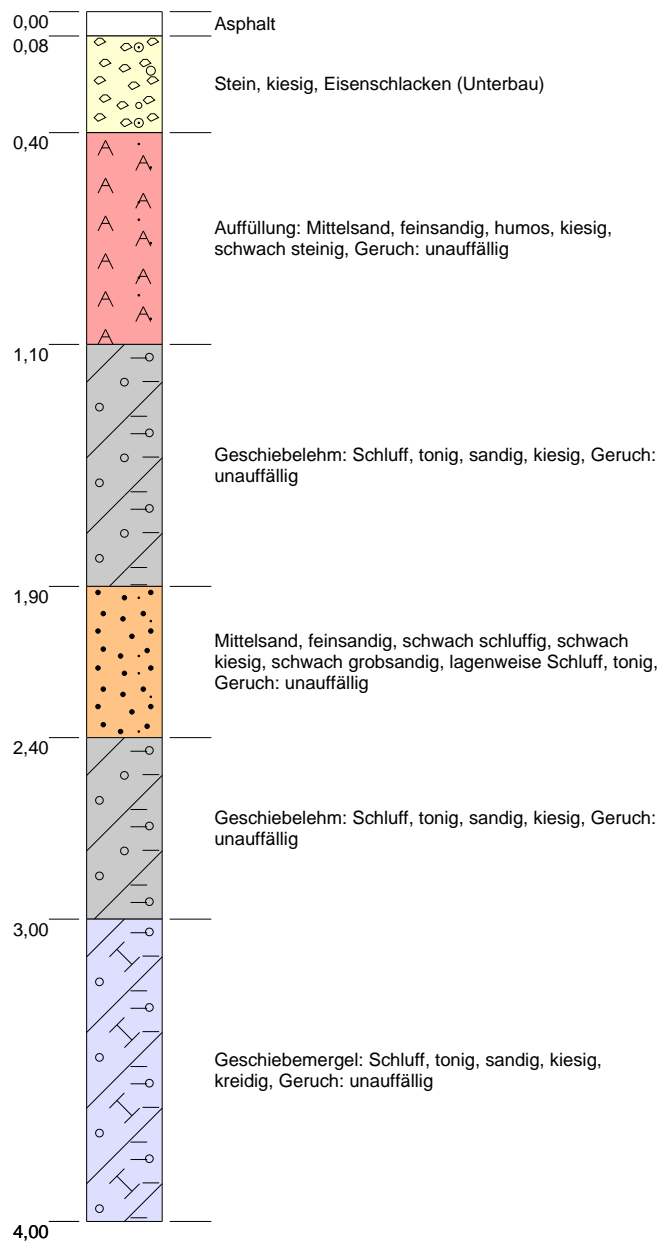 0,00
Asphalt
0,08
Stein, kiesig, Eisenschlacken (Unterbau)
0,40
Auffüllung: Mittelsand, feinsandig, humos, kiesig,
schwach steinig, Geruch: unauffällig
1,10
Geschiebelehm: Schluff, tonig, sandig, kiesig, Geruch:
unauffällig
1,90
Mittelsand, feinsandig, schwach schluffig, schwach
kiesig, schwach grobsandig, lagenweise Schluff, tonig,
Geruch: unauffällig
2,40
Geschiebelehm: Schluff, tonig, sandig, kiesig, Geruch:
unauffällig
3,00
Geschiebemergel: Schluff, tonig, sandig, kiesig,
kreidig, Geruch: unauffällig
4,00